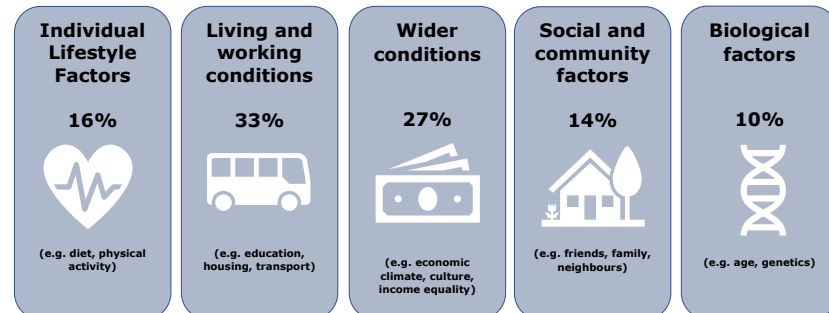 Individual
Lifestyle
Factors
16%
(e.g. diet, physical
activity)
Living and
working
conditions
33%
(e.g. education,
housing, transport)
Wider
conditions
27%
(e.g. economic
climate, culture,
income equality)
Social and
community
factors
14%
(e.g. friends, family,
neighbours)
Biological
factors
10%
(e.g. age, genetics)